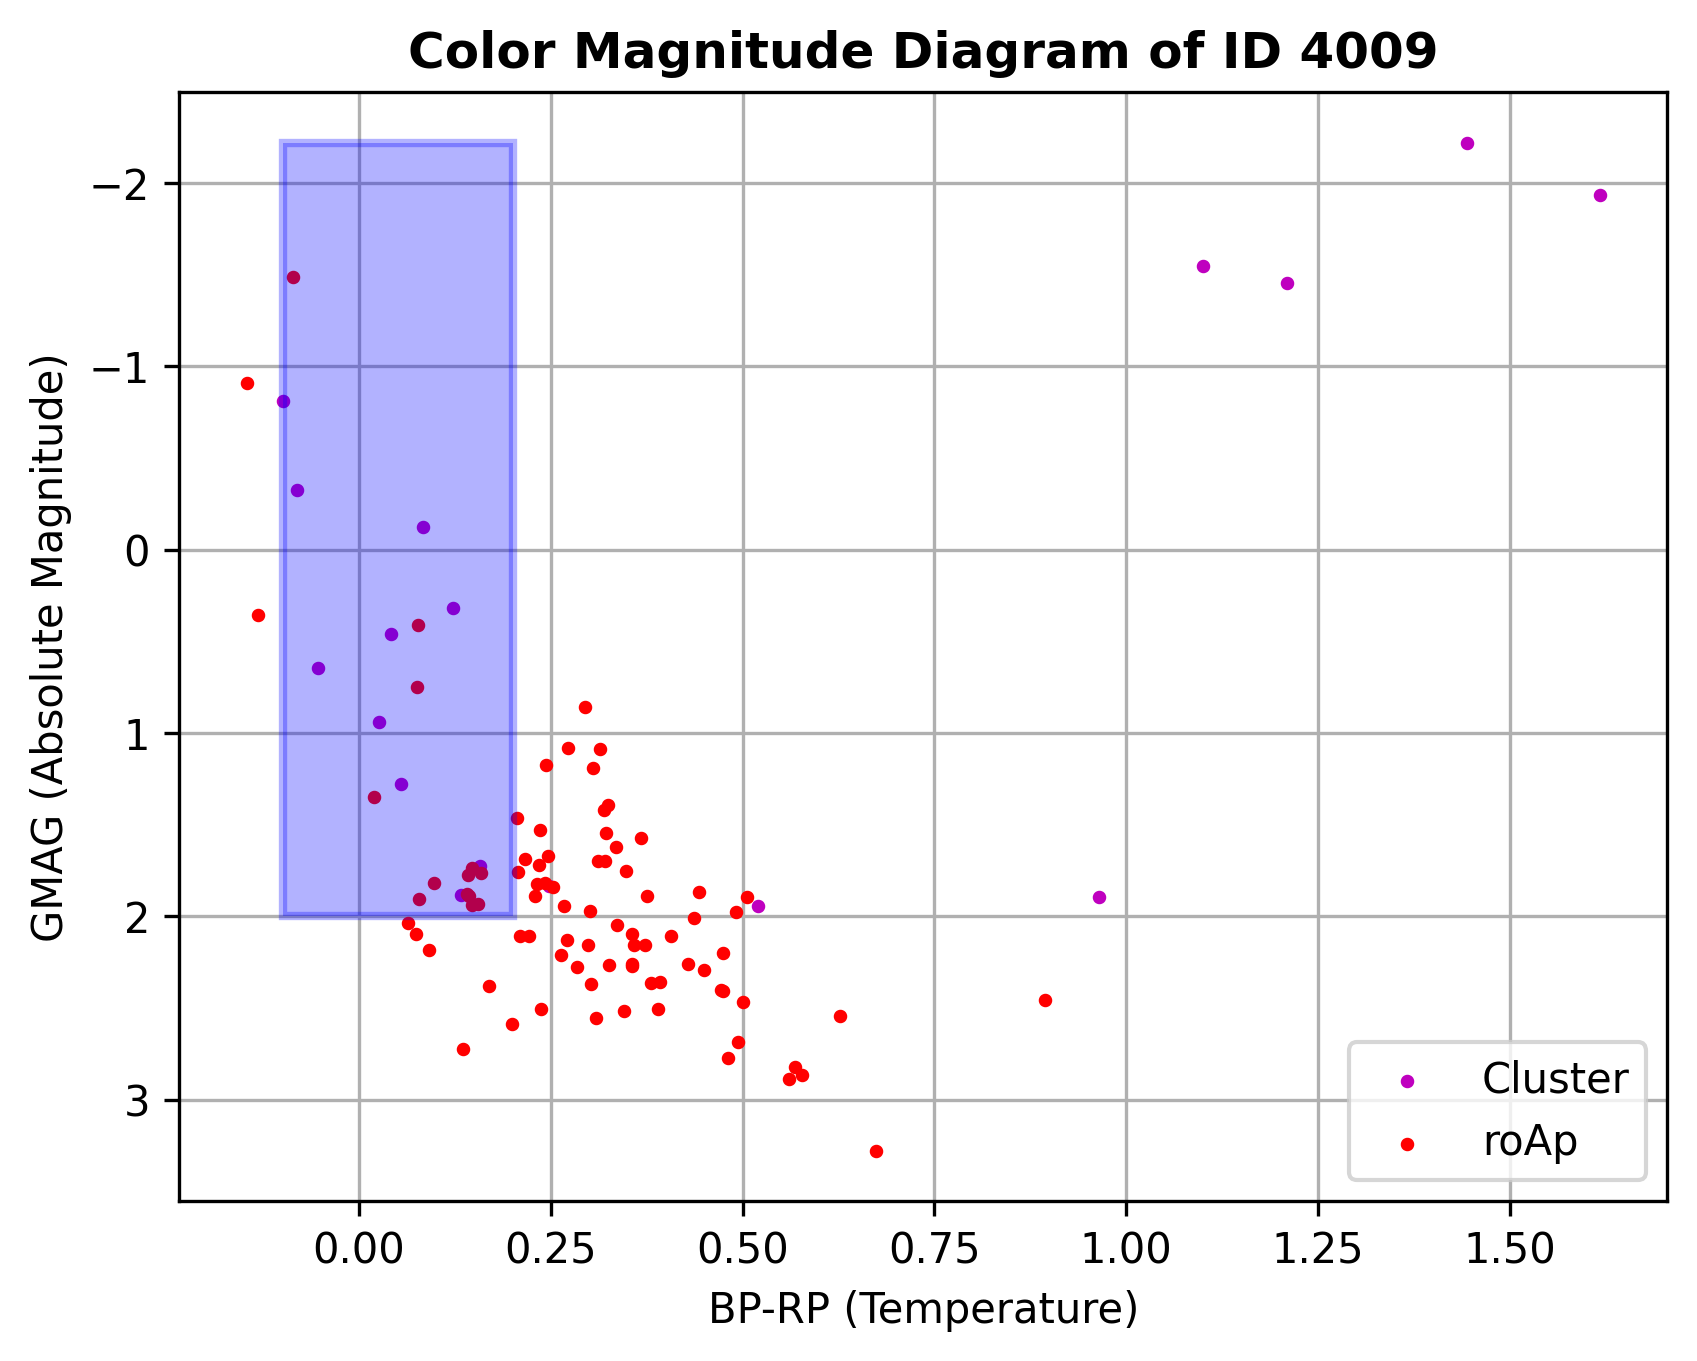 Color Magnitude Diagram of ID 4009
−2
−1
0
1
2
3
GMAG (Absolute Magnitude)
Cluster
roAp
0.00 0.25 0.50 0.75 1.00 1.25 1.50
BP-RP (Temperature)